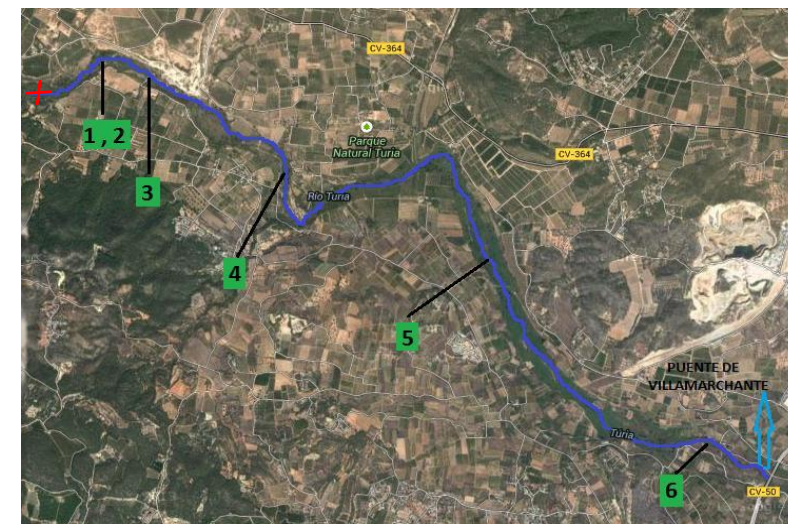 CV-364
1 , 2
Parque
Natural Turia
CV-364
3
Río Turia
4
5
PUENTE DE
VILLAMARCHANTE
Túria
6
CV-50